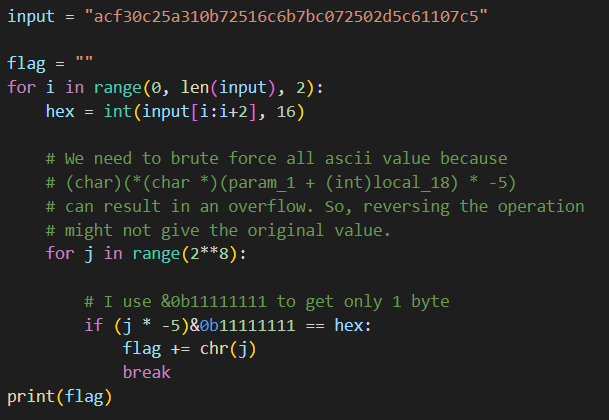 input = "acf30c25a310b72516c6b7bc072502d5c61107c5"
flag = ""
for i in range(0, len(input), 2):
    hex = int(input[i:i+2], 16)
    # We need to brute force all ascii value because
    # (char)(*(char *)(param_1 + (int)local_18) * -5)
    # can result in an overflow. So, reversing the operation
    # might not give the original value.
    for j in range(2**8):
        # I use &0b11111111 to get only 1 byte
        if (j * -5)&0b11111111 == hex:
            flag += chr(j)
            break
print(flag)